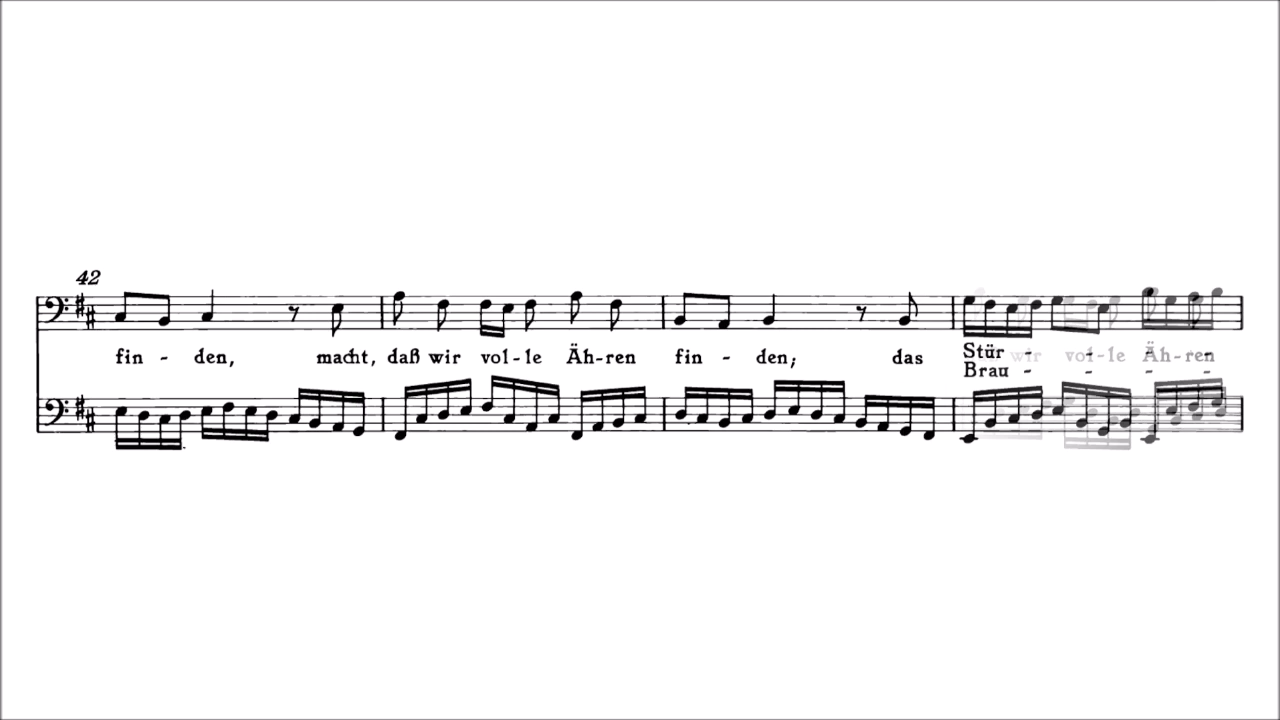 42
fin - den, macht, daß wir vol - le Äh - ren fin - den; das Stür - - - -
Brau - - - -
wir vol - le Äh - ren